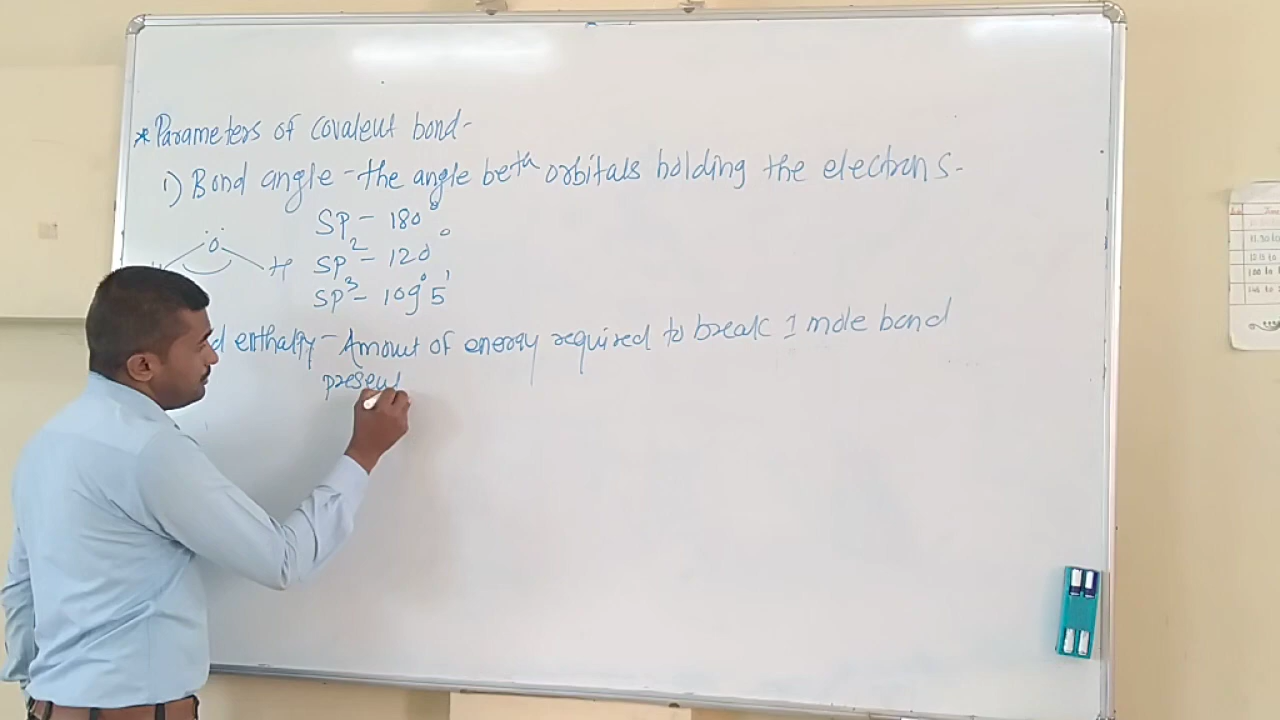 *Parameters of covalent bond-
1) Bond angle - the angle betn orbitals holding the electrons-
SP - 180°
O
H
SP2 - 120°
SP3 - 109°5'
enthalpy - Amount of energy required to break 1 mole bond
present